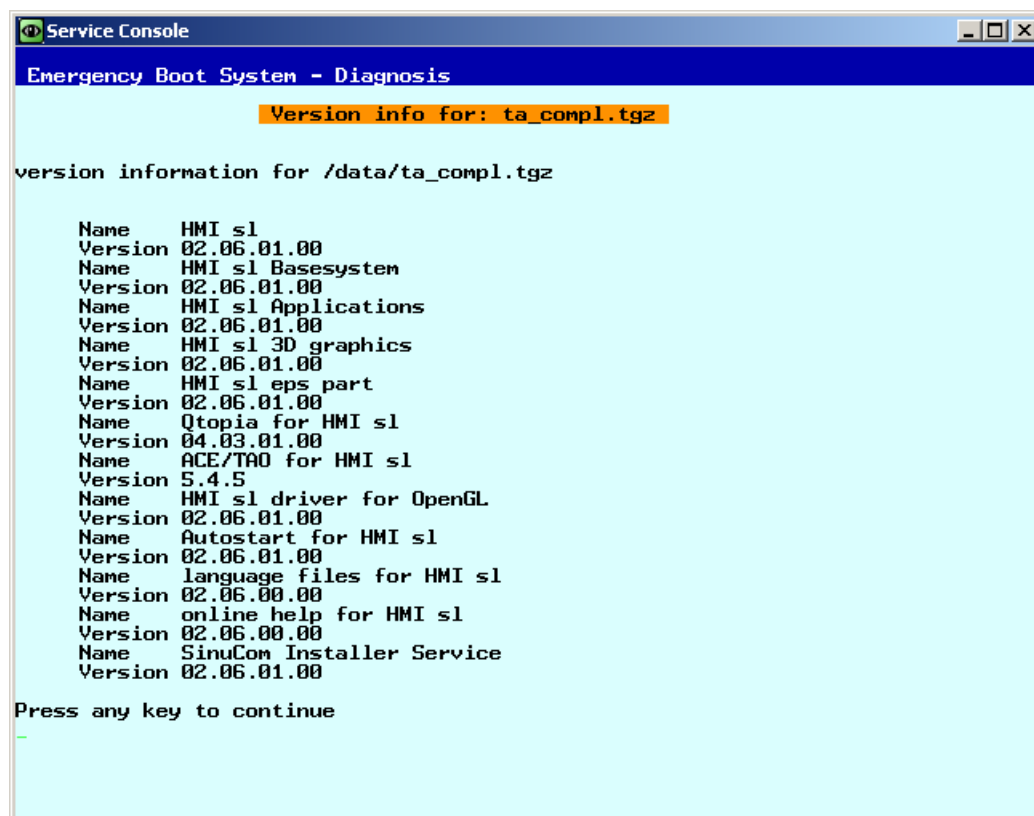 Service Console
Emergency Boot System - Diagnosis
Version info for: ta_compl.tgz
version information for /data/ta_compl.tgz
Name HMI sl
Version 02.06.01.00
Name HMI sl Basesystem
Version 02.06.01.00
Name HMI sl Applications
Version 02.06.01.00
Name HMI sl 3D graphics
Version 02.06.01.00
Name HMI sl eps part
Version 02.06.01.00
Name Qtopia for HMI sl
Version 04.03.01.00
Name ACE/TAO for HMI sl
Version 5.4.5
Name HMI sl driver for OpenGL
Version 02.06.01.00
Name Autostart for HMI sl
Version 02.06.01.00
Name language files for HMI sl
Version 02.06.00.00
Name online help for HMI sl
Version 02.06.00.00
Name SinuCom Installer Service
Version 02.06.01.00
Press any key to continue